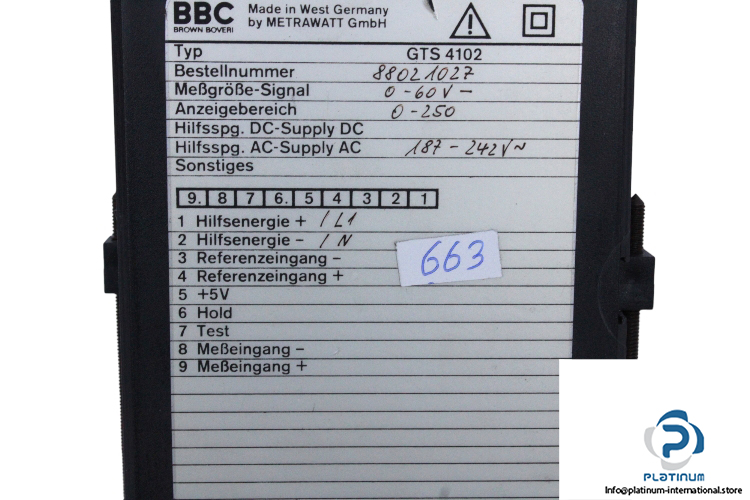 BBC
BROWN BOVERI
Made in West Germany
by METRAWATT GmbH
Typ GTS 4102
Bestellnummer 88021027
Meßgröße-Signal 0-60V—
Anzeigebereich 0-250
Hilfsspg. DC-Supply DC
Hilfsspg. AC-Supply AC 187-242V~
Sonstiges
9. 8 7 6. 5 4 3 2 1
1 Hilfsenergie + / L1
2 Hilfsenergie – / N
3 Referenzeingang –
4 Referenzeingang +
5 +5V
6 Hold
7 Test
8 Meßeingang –
9 Meßeingang +
663
PLATINUM
Info@platinum-international.store